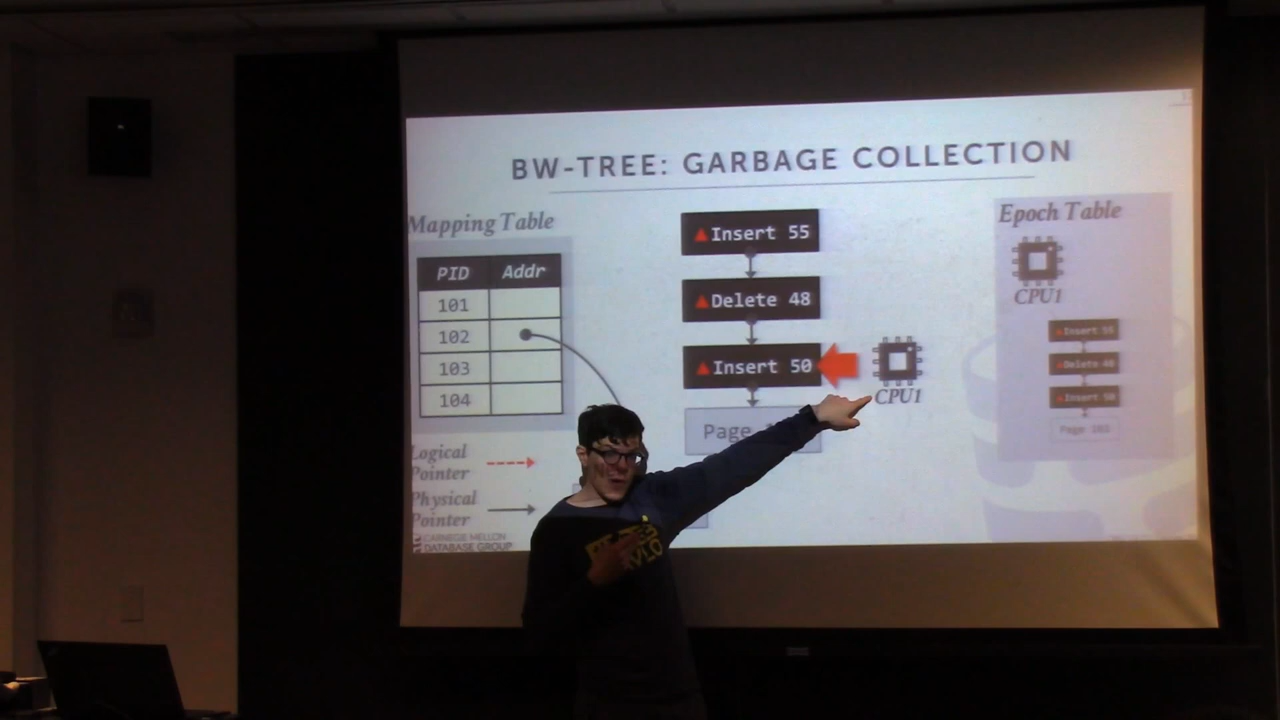 BW-TREE: GARBAGE COLLECTION
Mapping Table
PID Addr
101
102
103
104
Logical
Pointer
Physical
Pointer
CARNEGIE MELLON
DATABASE GROUP
▲Insert 55
▲Delete 48
▲Insert 50
Page
CPU1
Epoch Table
CPU1
▲Insert 55
▲Delete 48
▲Insert 50
Page 102